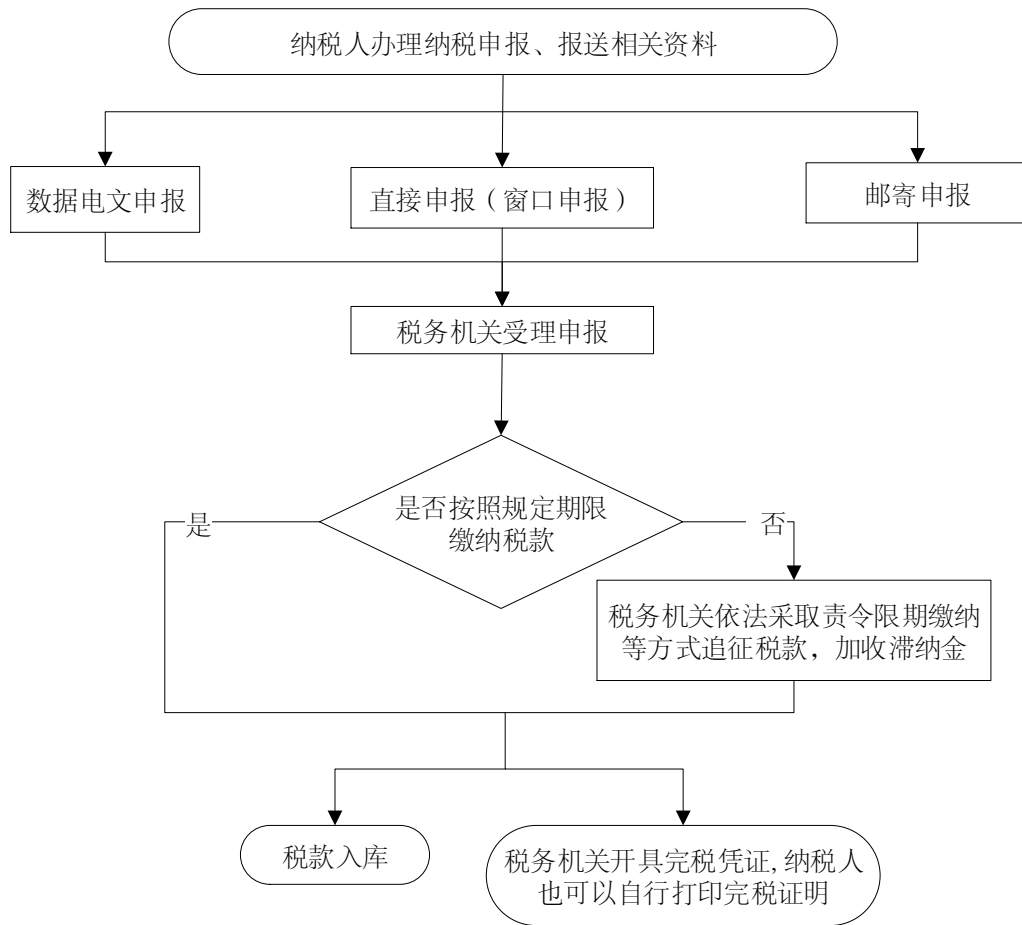 纳税人办理纳税申报、报送相关资料
数据电文申报
直接申报（窗口申报）
邮寄申报
税务机关受理申报
是否按照规定期限
缴纳税款
是
否
税务机关依法采取责令限期缴纳
等方式追征税款，加收滞纳金
税款入库
税务机关开具完税凭证,纳税人
也可以自行打印完税证明